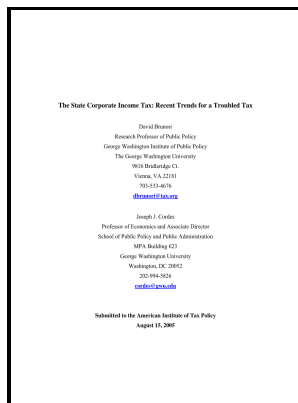 The State Corporate Income Tax: Recent Trends for a Troubled Tax
David Brunori
Research Professor of Public Policy
George Washington Institute of Public Policy
The George Washington University
9816 Bridleridge Ct.
Vienna, VA 22181
703-533-4676
dbrunori@tax.org
Joseph J. Cordes
Professor of Economics and Associate Director
School of Public Policy and Public Administration
MPA Building 623
George Washington University
Washington, DC 20052
202-994-5826
cordes@gwu.edu
Submitted to the American Institute of Tax Policy
August 15, 2005